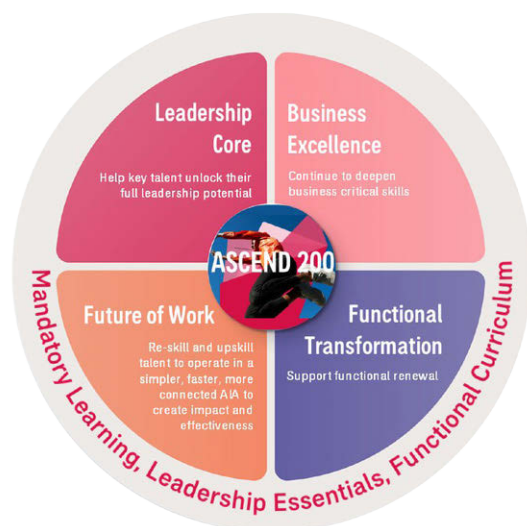 Leadership
Core
Help key talent unlock their
full leadership potential
Business
Excellence
Continue to deepen
business critical skills
ASCEND 200
Future of Work
Re-skill and upskill
talent to operate in a
simpler, faster, more
connected AIA to
create impact and
effectiveness
Functional
Transformation
Support functional renewal
Mandatory Learning, Leadership Essentials, Functional Curriculum